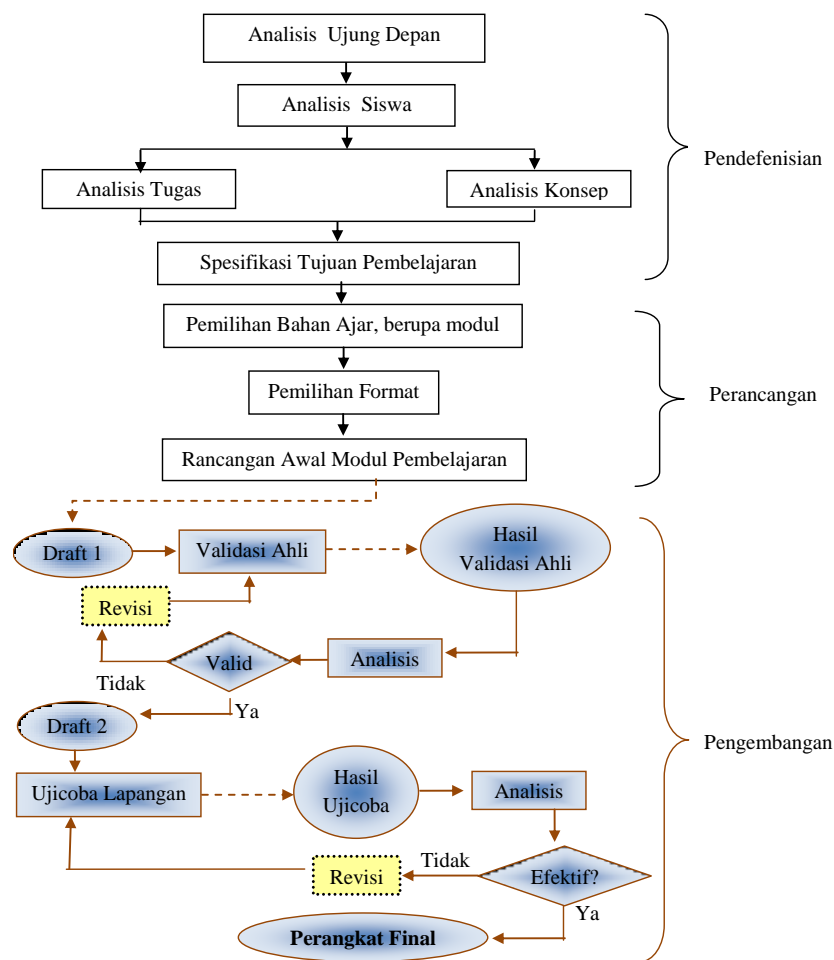 Analisis Ujung Depan
Analisis Siswa
Pendefenisian
Analisis Tugas
Analisis Konsep
Spesifikasi Tujuan Pembelajaran
Pemilihan Bahan Ajar, berupa modul
Pemilihan Format
Perancangan
Rancangan Awal Modul Pembelajaran
Draft 1
Validasi Ahli
Hasil
Validasi Ahli
Revisi
Valid
Analisis
Tidak
Ya
Draft 2
Pengembangan
Ujicoba Lapangan
Hasil
Ujicoba
Analisis
Revisi
Tidak
Efektif?
Ya
Perangkat Final